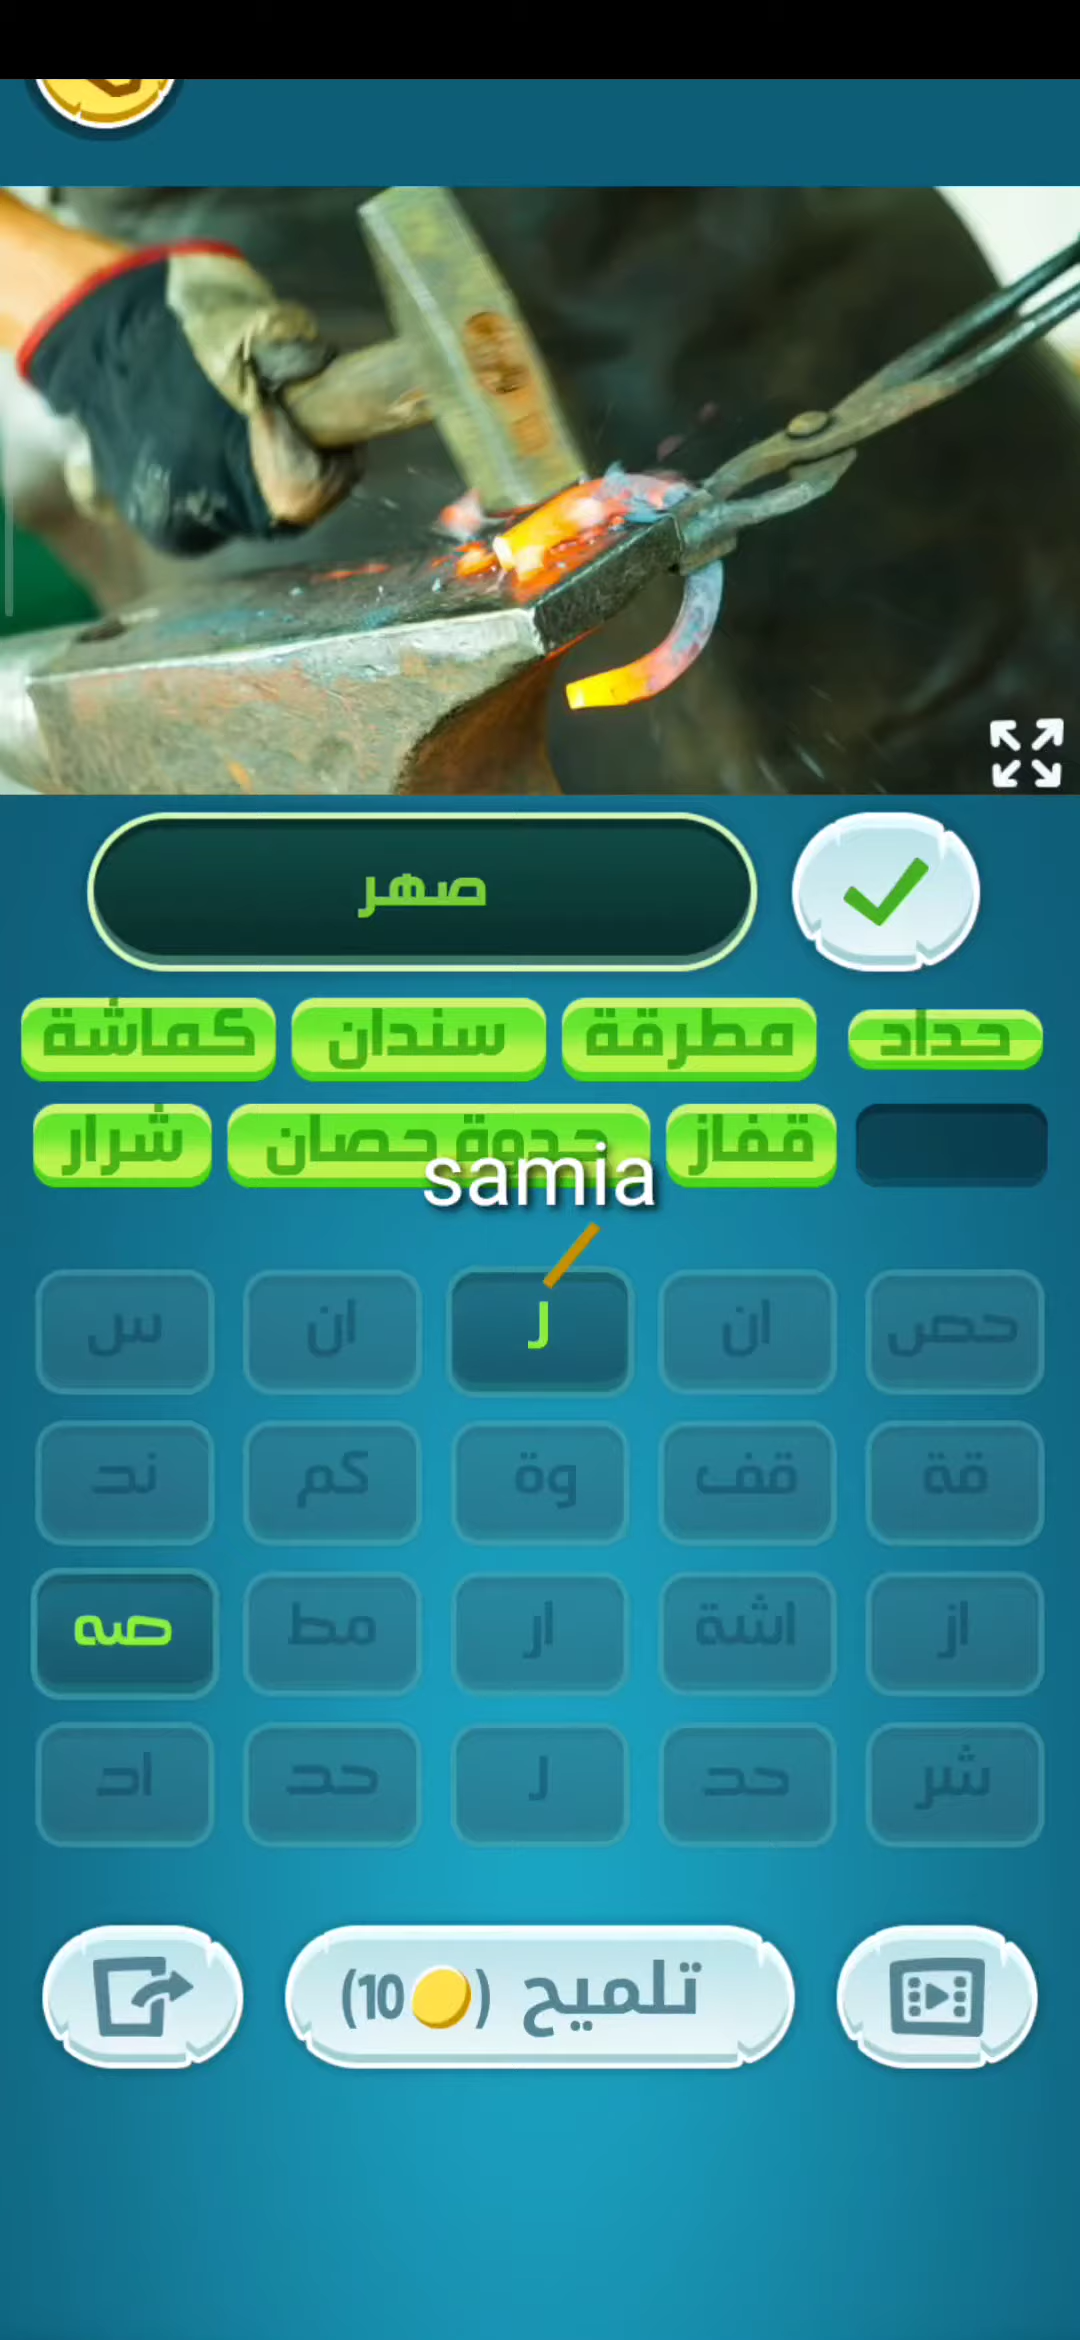 صهر
حداد مطرقة سندان كماشة
قفاز حدوة حصان شرار
samia
حص ان ر ان س
قة قف وة كم ند
از اشة ار مط صه
شر حد ر حد اد
تلميح (10)